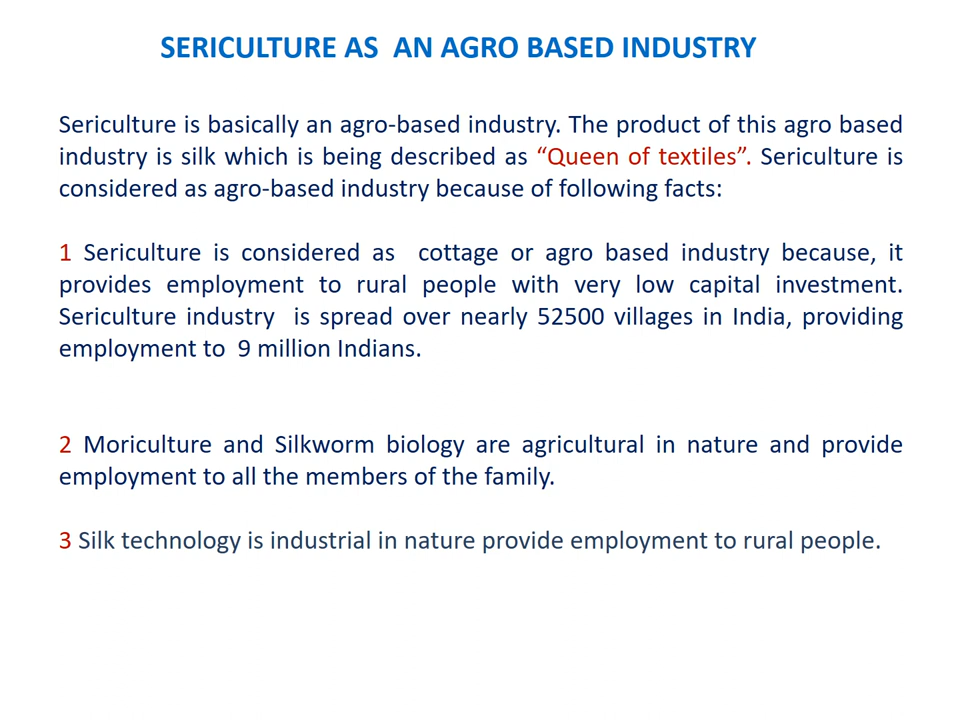 SERICULTURE AS  AN AGRO BASED INDUSTRY
Sericulture is basically an agro-based industry. The product of this agro based
industry is silk which is being described as “Queen of textiles”. Sericulture is
considered as agro-based industry because of following facts:
1 Sericulture is considered as  cottage or agro based industry because, it
provides employment to rural people with very low capital investment.
Sericulture industry  is spread over nearly 52500 villages in India, providing
employment to  9 million Indians.
2 Moriculture and Silkworm biology are agricultural in nature and provide
employment to all the members of the family.
3 Silk technology is industrial in nature provide employment to rural people.